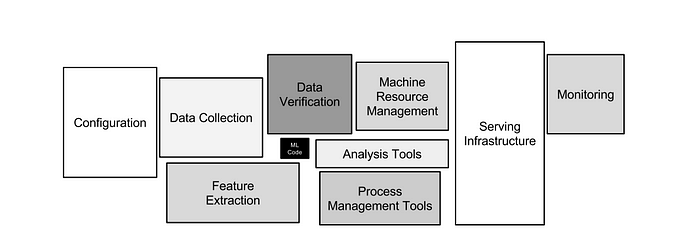 Configuration
Data Collection
Data
Verification
Machine
Resource
Management
Serving
Infrastructure
Monitoring
ML
Code
Analysis Tools
Feature
Extraction
Process
Management Tools